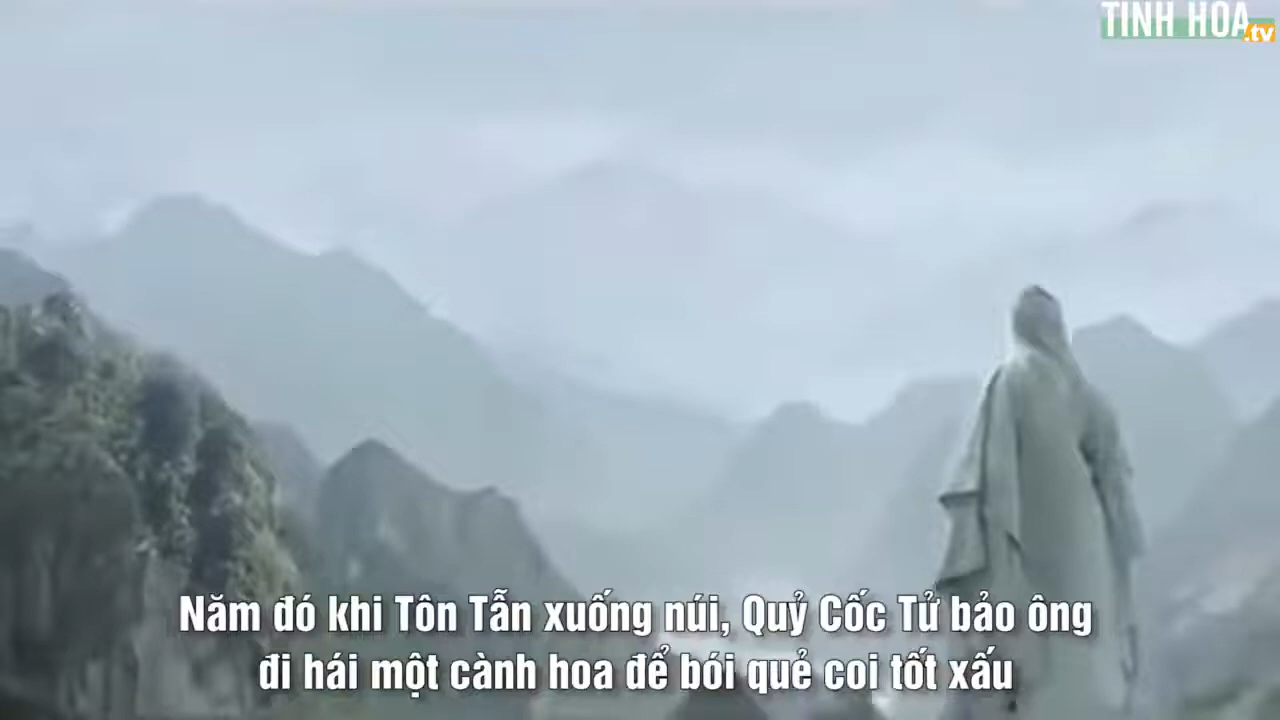 TINH HOA
.tv
Năm đó khi Tôn Tẫn xuống núi, Quỷ Cốc Tử bảo ông
đi hái một cành hoa để bói quẻ coi tốt xấu